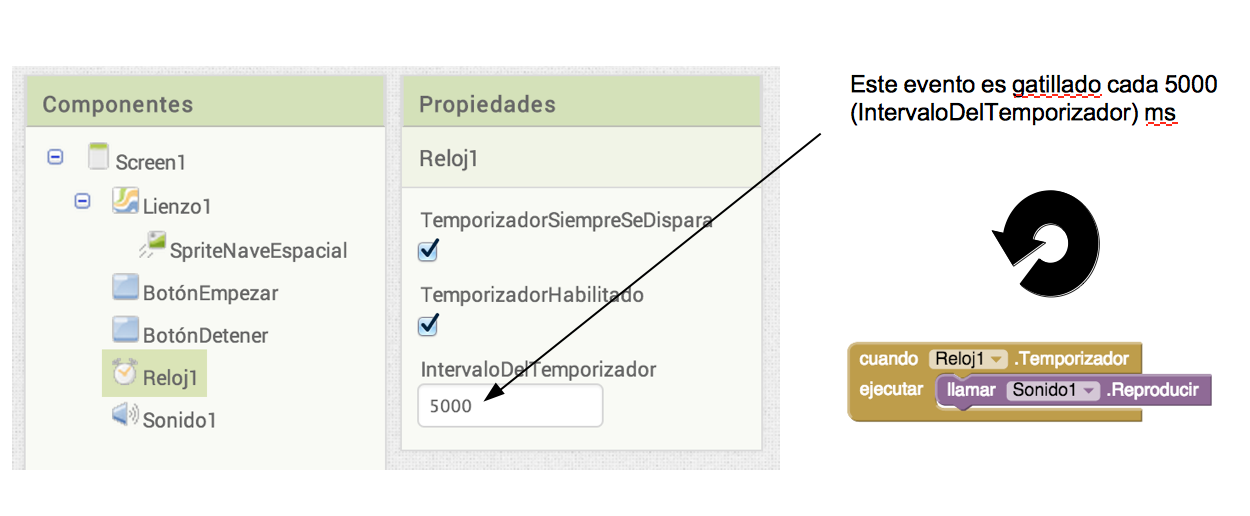 Componentes
Screen1
Lienzo1
SpriteNaveEspacial
BotónEmpezar
BotónDetener
Reloj1
Sonido1
Propiedades
Reloj1
TemporizadorSiempreSeDispara
TemporizadorHabilitado
IntervaloDelTemporizador
5000
Este evento es gatillado cada 5000
(IntervaloDelTemporizador) ms
cuando Reloj1 .Temporizador
ejecutar llamar Sonido1 .Reproducir